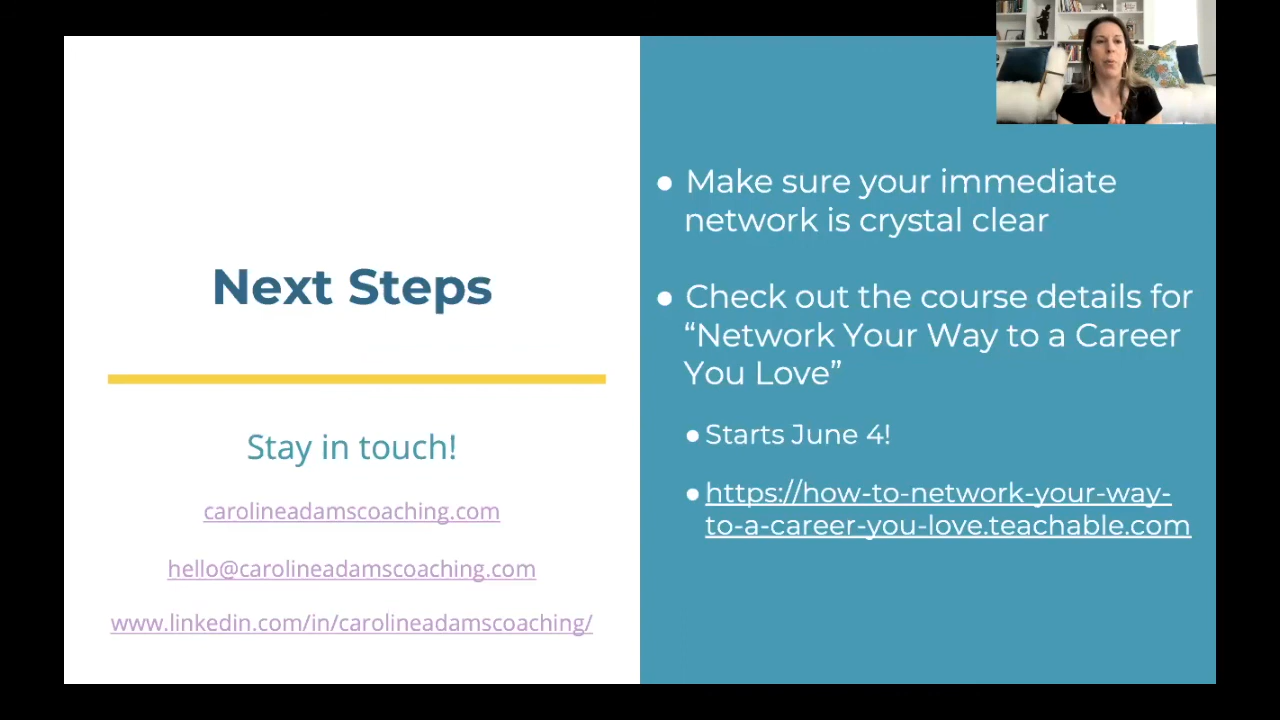 Next Steps
Stay in touch!
carolineadamscoaching.com
hello@carolineadamscoaching.com
www.linkedin.com/in/carolineadamscoaching/
● Make sure your immediate
network is crystal clear
● Check out the course details for
“Network Your Way to a Career
You Love”
● Starts June 4!
● https://how-to-network-your-way-
to-a-career-you-love.teachable.com